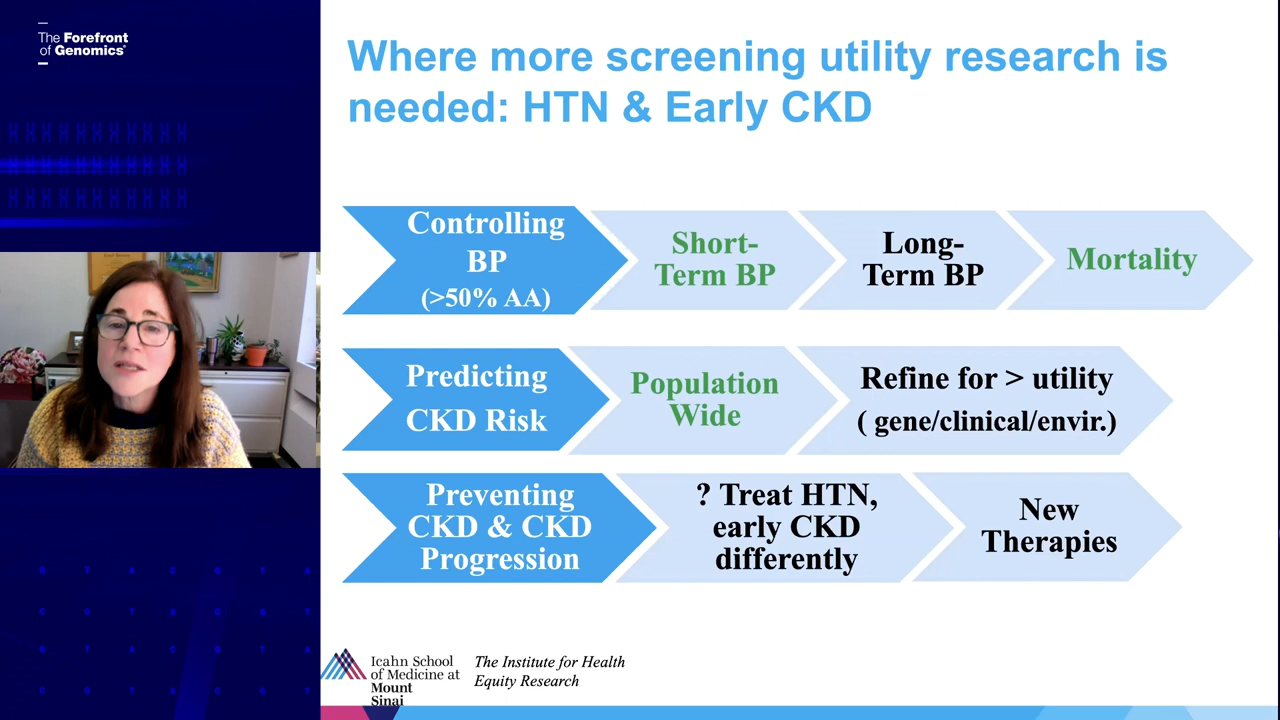 The Forefront
of Genomics®
Where more screening utility research is
needed: HTN & Early CKD
Controlling
BP
(>50% AA)
Short-
Term BP
Long-
Term BP
Mortality
Predicting
CKD Risk
Population
Wide
Refine for > utility
( gene/clinical/envir.)
Preventing
CKD & CKD
Progression
? Treat HTN,
early CKD
differently
New
Therapies
Icahn School
of Medicine at
Mount
Sinai
The Institute for Health
Equity Research